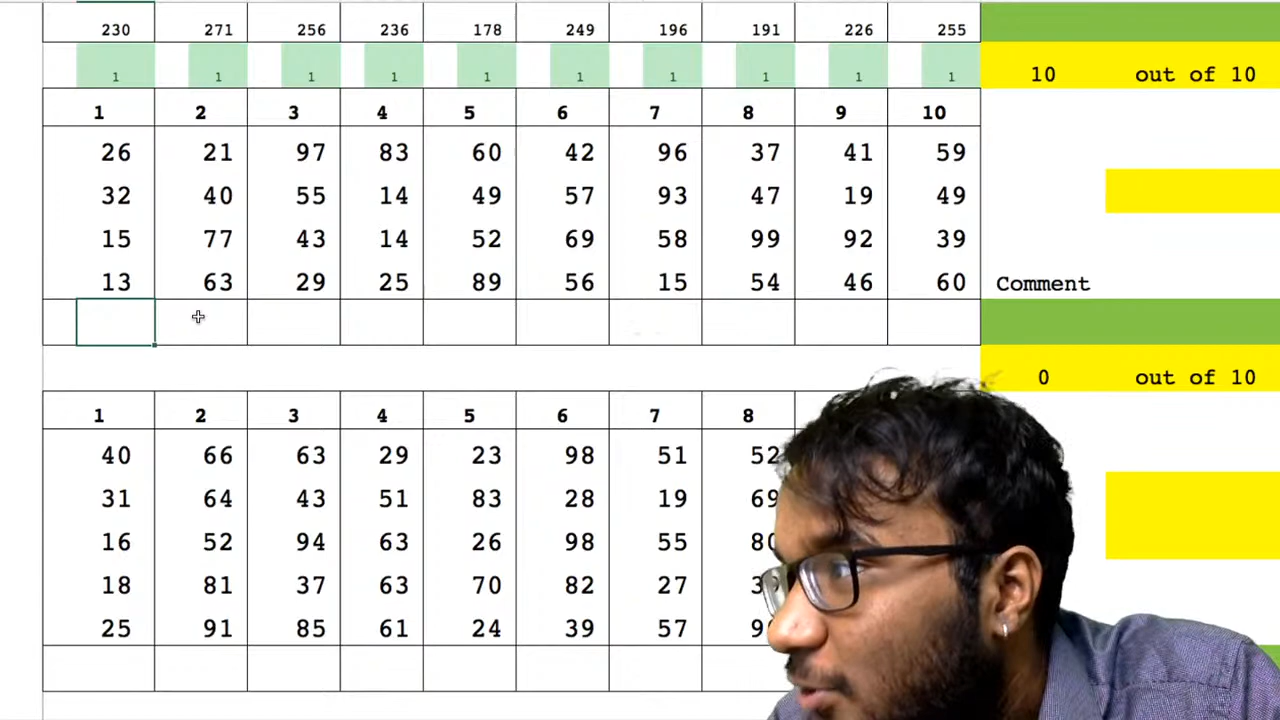 230 271 256 236 178 249 196 191 226 255
1 1 1 1 1 1 1 1 1 1 10 out of 10
1 2 3 4 5 6 7 8 9 10
26 21 97 83 60 42 96 37 41 59
32 40 55 14 49 57 93 47 19 49
15 77 43 14 52 69 58 99 92 39
13 63 29 25 89 56 15 54 46 60 Comment
0 out of 10
1 2 3 4 5 6 7 8
40 66 63 29 23 98 51 52
31 64 43 51 83 28 19 69
16 52 94 63 26 98 55
18 81 37 63 70 82 27
25 91 85 61 24 39 57